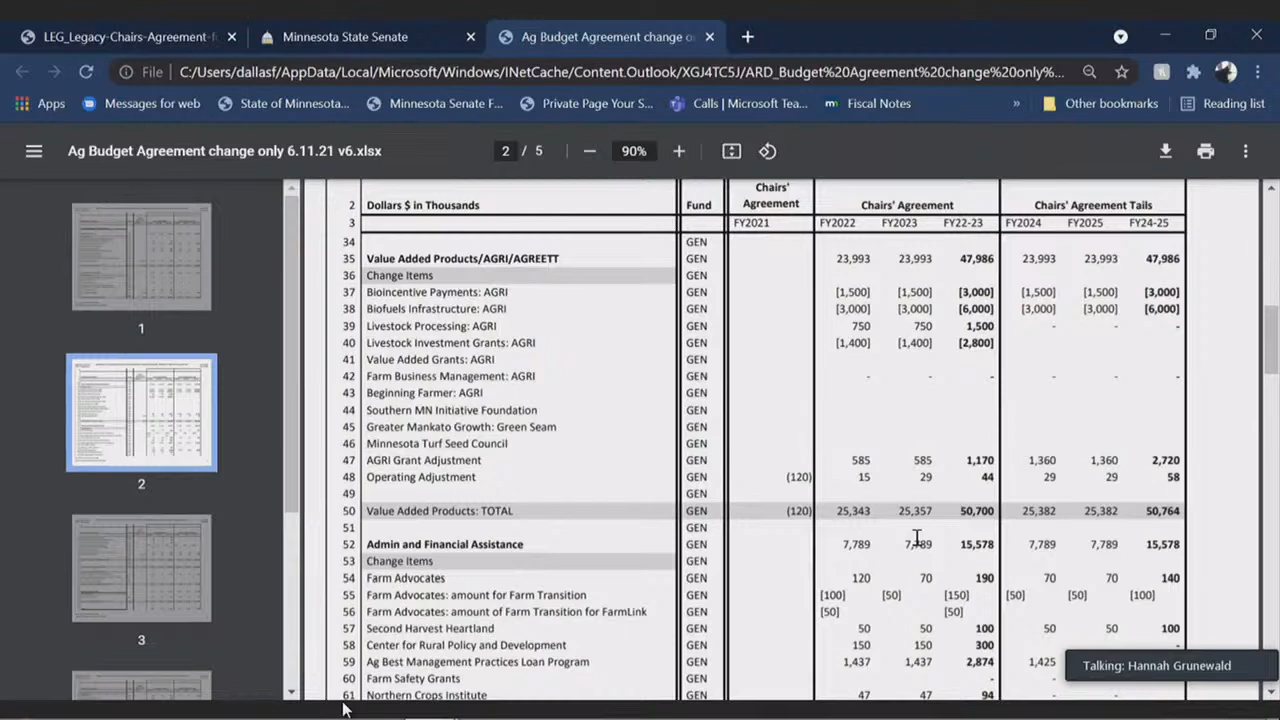 LEG_Legacy-Chairs-Agreement-f
Minnesota State Senate
Ag Budget Agreement change o
File C:/Users/dallasf/AppData/Local/Microsoft/Windows/INetCache/Content.Outlook/XGJ4TC5J/ARD_Budget%20Agreement%20change%20only%...
Apps Messages for web State of Minnesota... Minnesota Senate F... Private Page Your S... Calls | Microsoft Tea... mn Fiscal Notes » Other bookmarks Reading list
Ag Budget Agreement change only 6.11.21 v6.xlsx 2 / 5 90%
1
2
3
Chairs' Agreement Chairs' Agreement Chairs' Agreement Tails
2 Dollars $ in Thousands Fund
3 FY2021 FY2022 FY2023 FY22-23 FY2024 FY2025 FY24-25
34 GEN
35 Value Added Products/AGRI/AGREETT GEN 23,993 23,993 47,986 23,993 23,993 47,986
36 Change Items GEN
37 Bioincentive Payments: AGRI GEN [1,500] [1,500] [3,000] [1,500] [1,500] [3,000]
38 Biofuels Infrastructure: AGRI GEN [3,000] [3,000] [6,000] [3,000] [3,000] [6,000]
39 Livestock Processing: AGRI GEN 750 750 1,500 - - -
40 Livestock Investment Grants: AGRI GEN [1,400] [1,400] [2,800]
41 Value Added Grants: AGRI GEN
42 Farm Business Management: AGRI GEN - - - -
43 Beginning Farmer: AGRI GEN
44 Southern MN Initiative Foundation GEN
45 Greater Mankato Growth: Green Seam GEN
46 Minnesota Turf Seed Council GEN
47 AGRI Grant Adjustment GEN 585 585 1,170 1,360 1,360 2,720
48 Operating Adjustment GEN (120) 15 29 44 29 29 58
49 GEN
50 Value Added Products: TOTAL GEN (120) 25,343 25,357 50,700 25,382 25,382 50,764
51 GEN
52 Admin and Financial Assistance GEN 7,789 7,789 15,578 7,789 7,789 15,578
53 Change Items GEN
54 Farm Advocates GEN 120 70 190 70 70 140
55 Farm Advocates: amount for Farm Transition GEN [100] [50] [150] [50] [50] [100]
56 Farm Advocates: amount of Farm Transition for FarmLink GEN [50] [50]
57 Second Harvest Heartland GEN 50 50 100 50 50 100
58 Center for Rural Policy and Development GEN 150 150 300 -
59 Ag Best Management Practices Loan Program GEN 1,437 1,437 2,874 1,425
60 Farm Safety Grants GEN -
61 Northern Crops Institute GEN 47 47 94 - - -
Talking: Hannah Grunewald